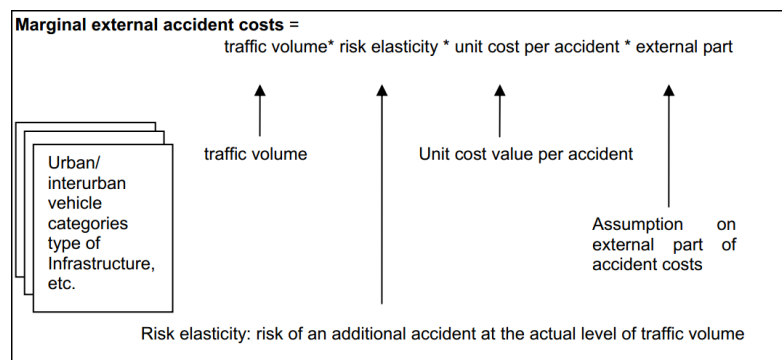 Marginal external accident costs =
traffic volume* risk elasticity * unit cost per accident * external part
traffic volume
Unit cost value per accident
Urban/
interurban
vehicle
categories
type of
Infrastructure,
etc.
Assumption on
external part of
accident costs
Risk elasticity: risk of an additional accident at the actual level of traffic volume